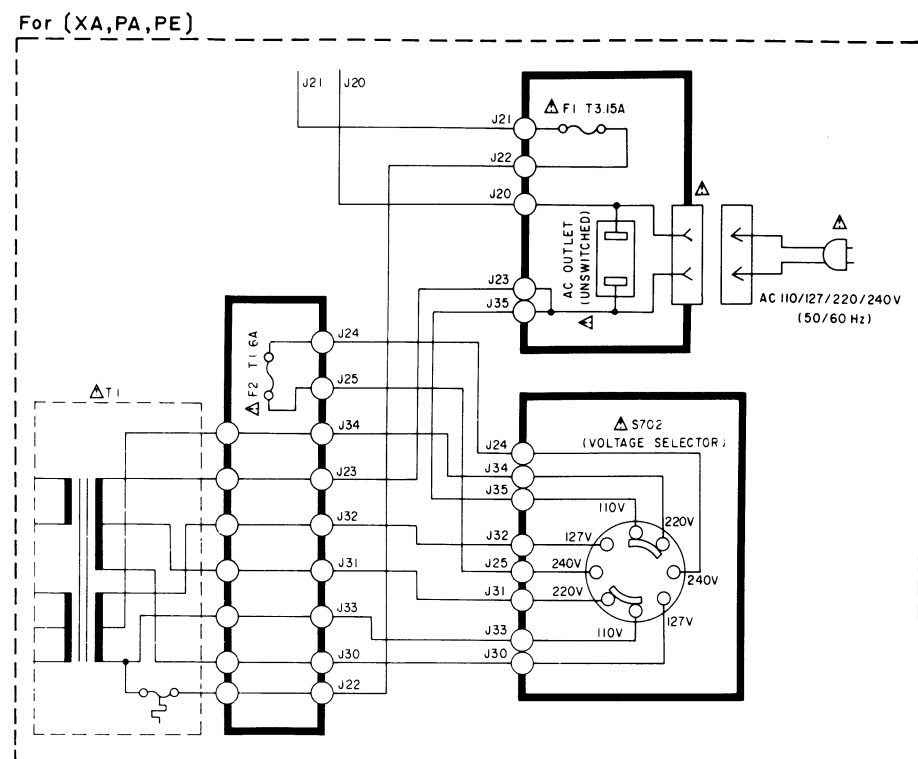 For (XA,PA,PE)
J21 J20
F1 T3.15A
J21
J22
J20
AC OUTLET
(UNSWITCHED)
AC 110/127/220/240V
(50/60 Hz)
J23
J35
F2 T1.6A
J24
J25
J34
J23
J32
J31
J33
J30
J22
T1
S702
(VOLTAGE SELECTOR)
J24
J34
J35
J32
J25
J31
J33
J30
110V
220V
127V
240V
240V
220V
127V
110V